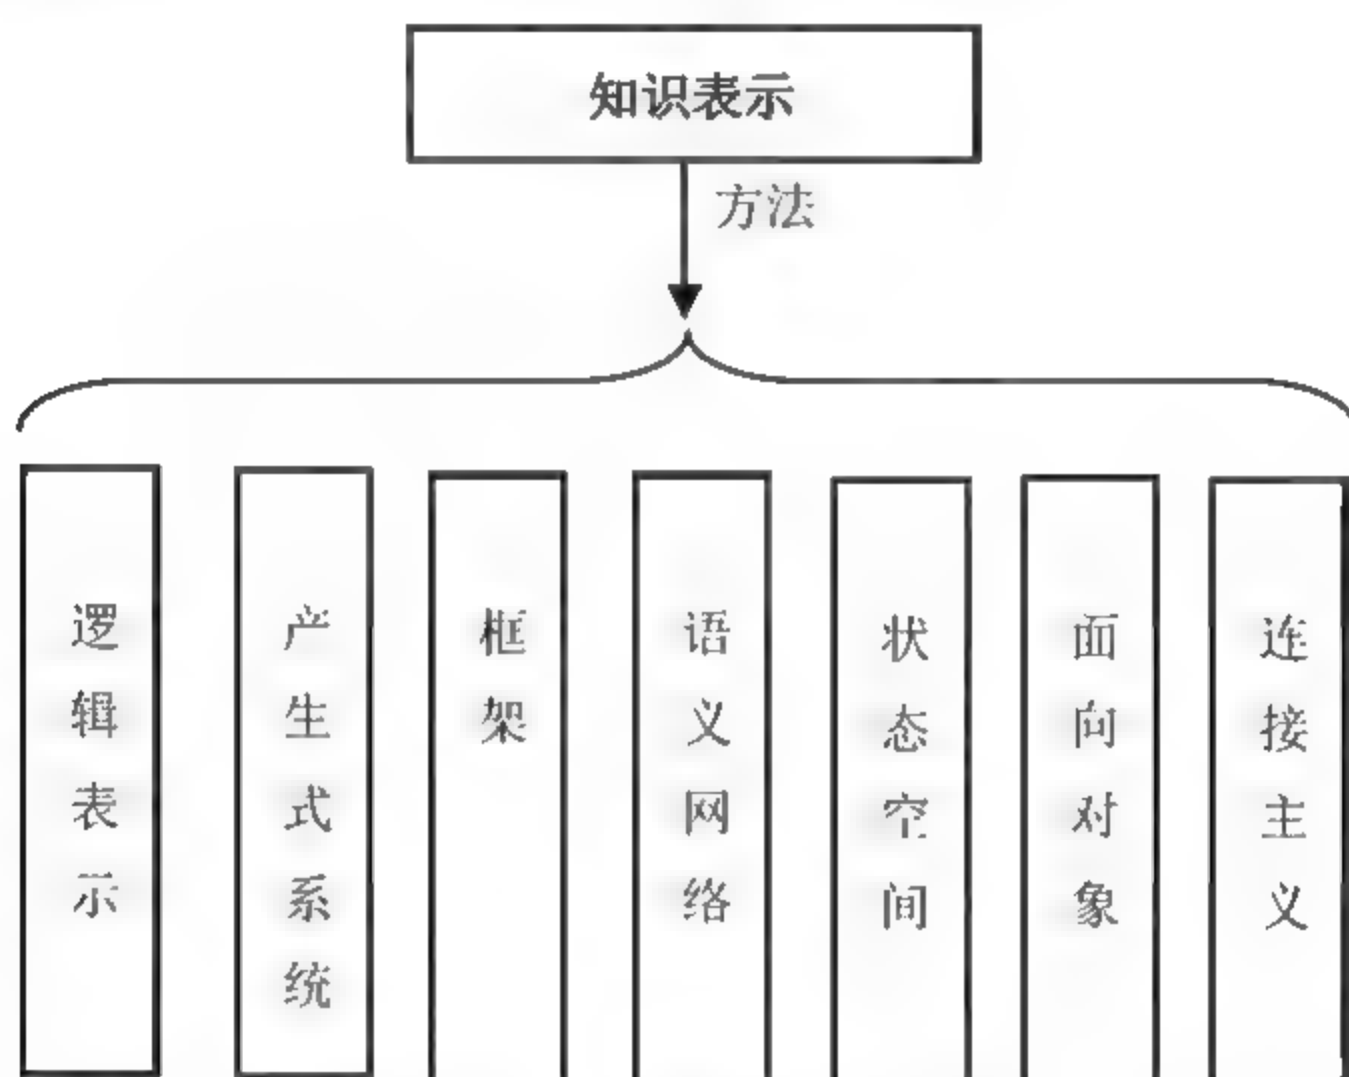 知识表示
方法
逻辑表示
产生式系统
框架
语义网络
状态空间
面向对象
连接主义